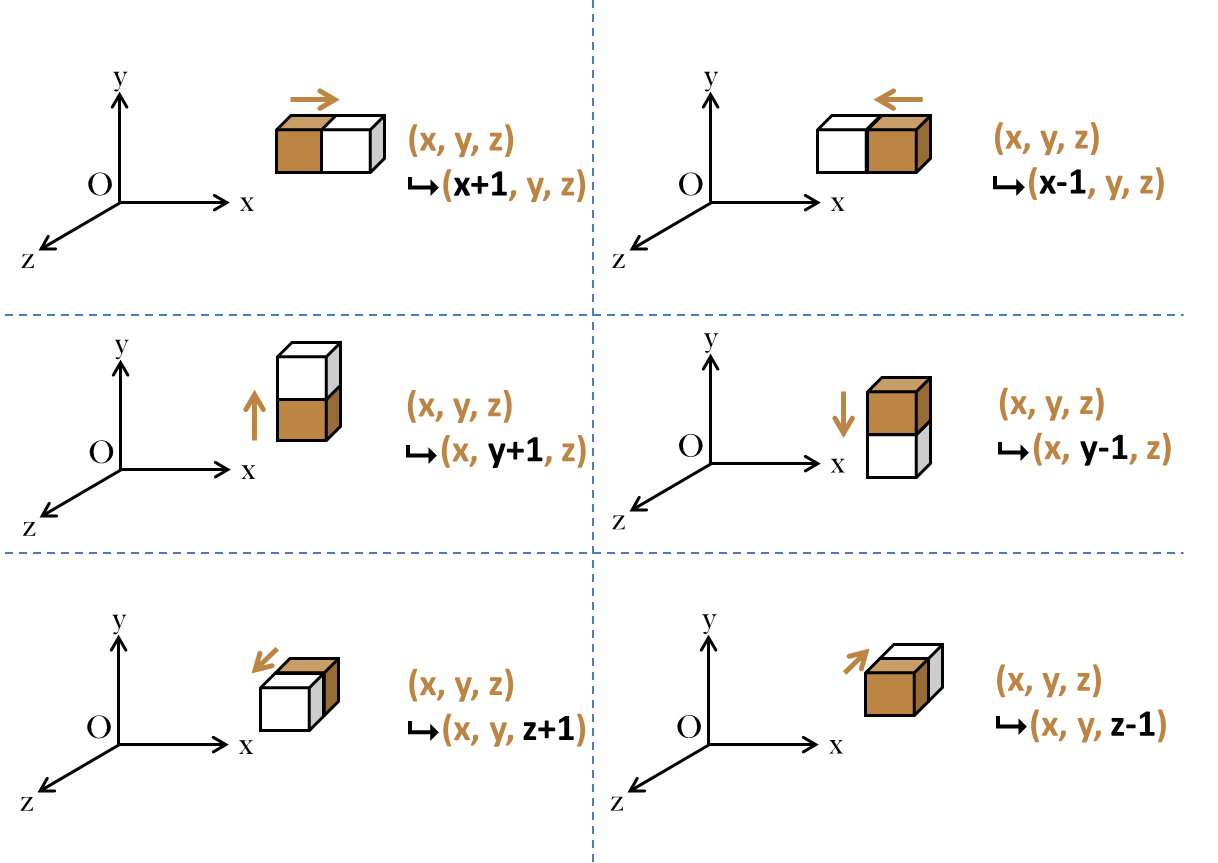 y
O
x
z
(x, y, z)
(x+1, y, z)
y
O
x
z
(x, y, z)
(x-1, y, z)
y
O
x
z
(x, y, z)
(x, y+1, z)
y
O
x
z
(x, y, z)
(x, y-1, z)
y
O
x
z
(x, y, z)
(x, y, z+1)
y
O
x
z
(x, y, z)
(x, y, z-1)